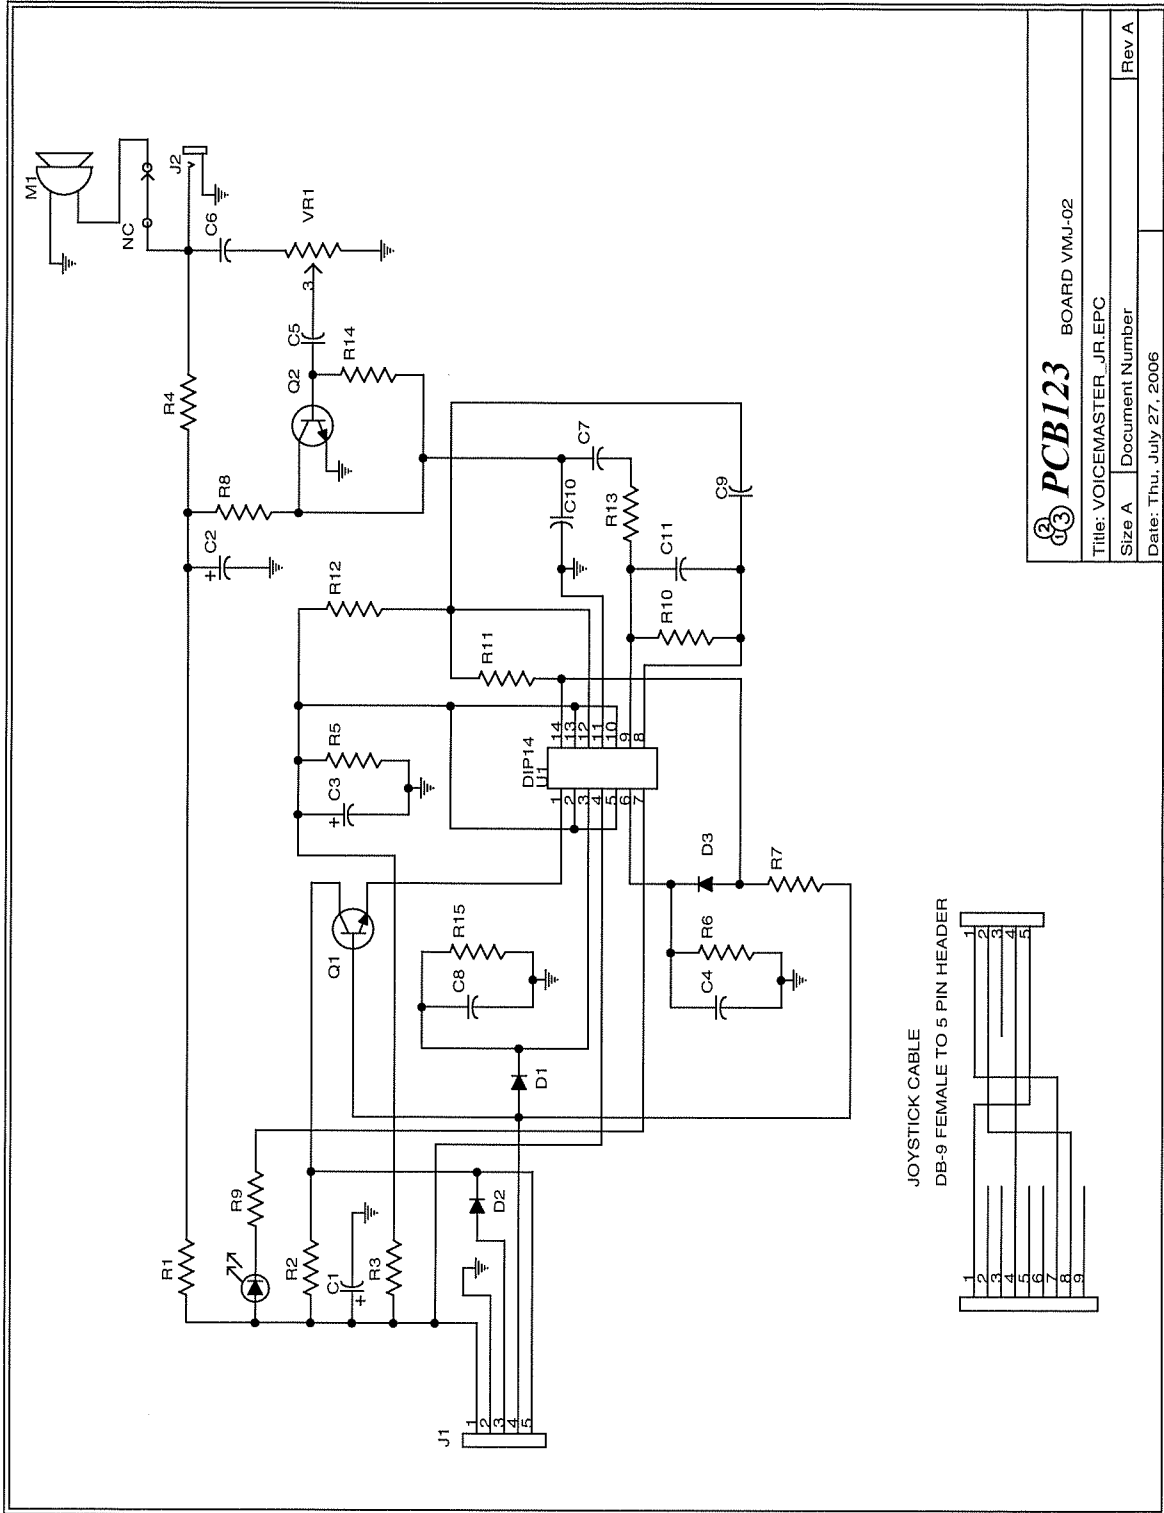 M1
NC
J2
C6
VR1
3
C5
R14
Q2
R4
R8
C2
+
R12
R11
R5
C3
+
C7
C10
R13
C11
R10
C9
DIP14
U1
1
2
3
4
5
6
7
14
13
12
11
10
9
8
Q1
R15
C8
D1
D3
R7
R6
C4
R1
R9
R2
C1
+
R3
D2
J1
1
2
3
4
5
JOYSTICK CABLE
DB-9 FEMALE TO 5 PIN HEADER
1
2
3
4
5
6
7
8
9
1
2
3
4
5
1 2 3 PCB123 BOARD VMJ-02
Title: VOICEMASTER_JR.EPC
Size A Document Number Rev A
Date: Thu, July 27, 2006